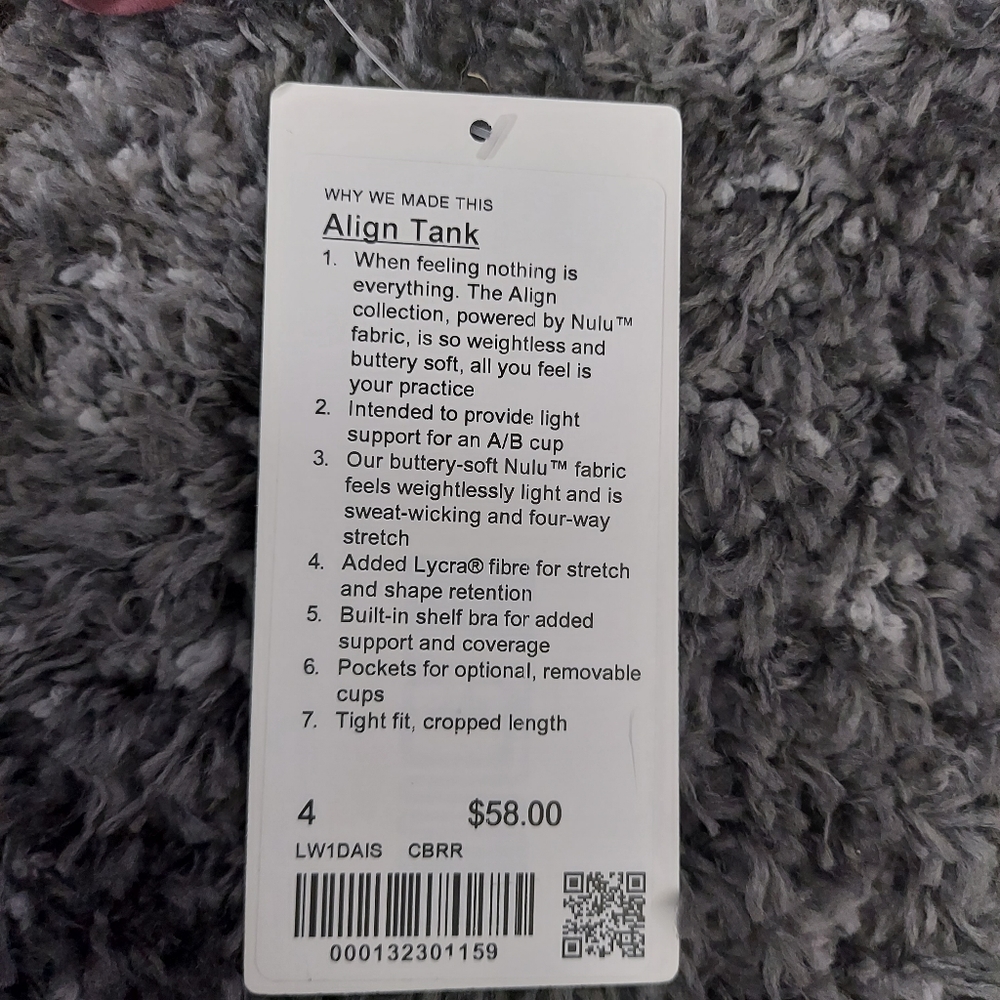 WHY WE MADE THIS
Align Tank
1. When feeling nothing is
everything. The Align
collection, powered by Nulu™
fabric, is so weightless and
buttery soft, all you feel is
your practice
2. Intended to provide light
support for an A/B cup
3. Our buttery-soft Nulu™ fabric
feels weightlessly light and is
sweat-wicking and four-way
stretch
4. Added Lycra® fibre for stretch
and shape retention
5. Built-in shelf bra for added
support and coverage
6. Pockets for optional, removable
cups
7. Tight fit, cropped length
4 $58.00
LW1DAIS CBRR
000132301159